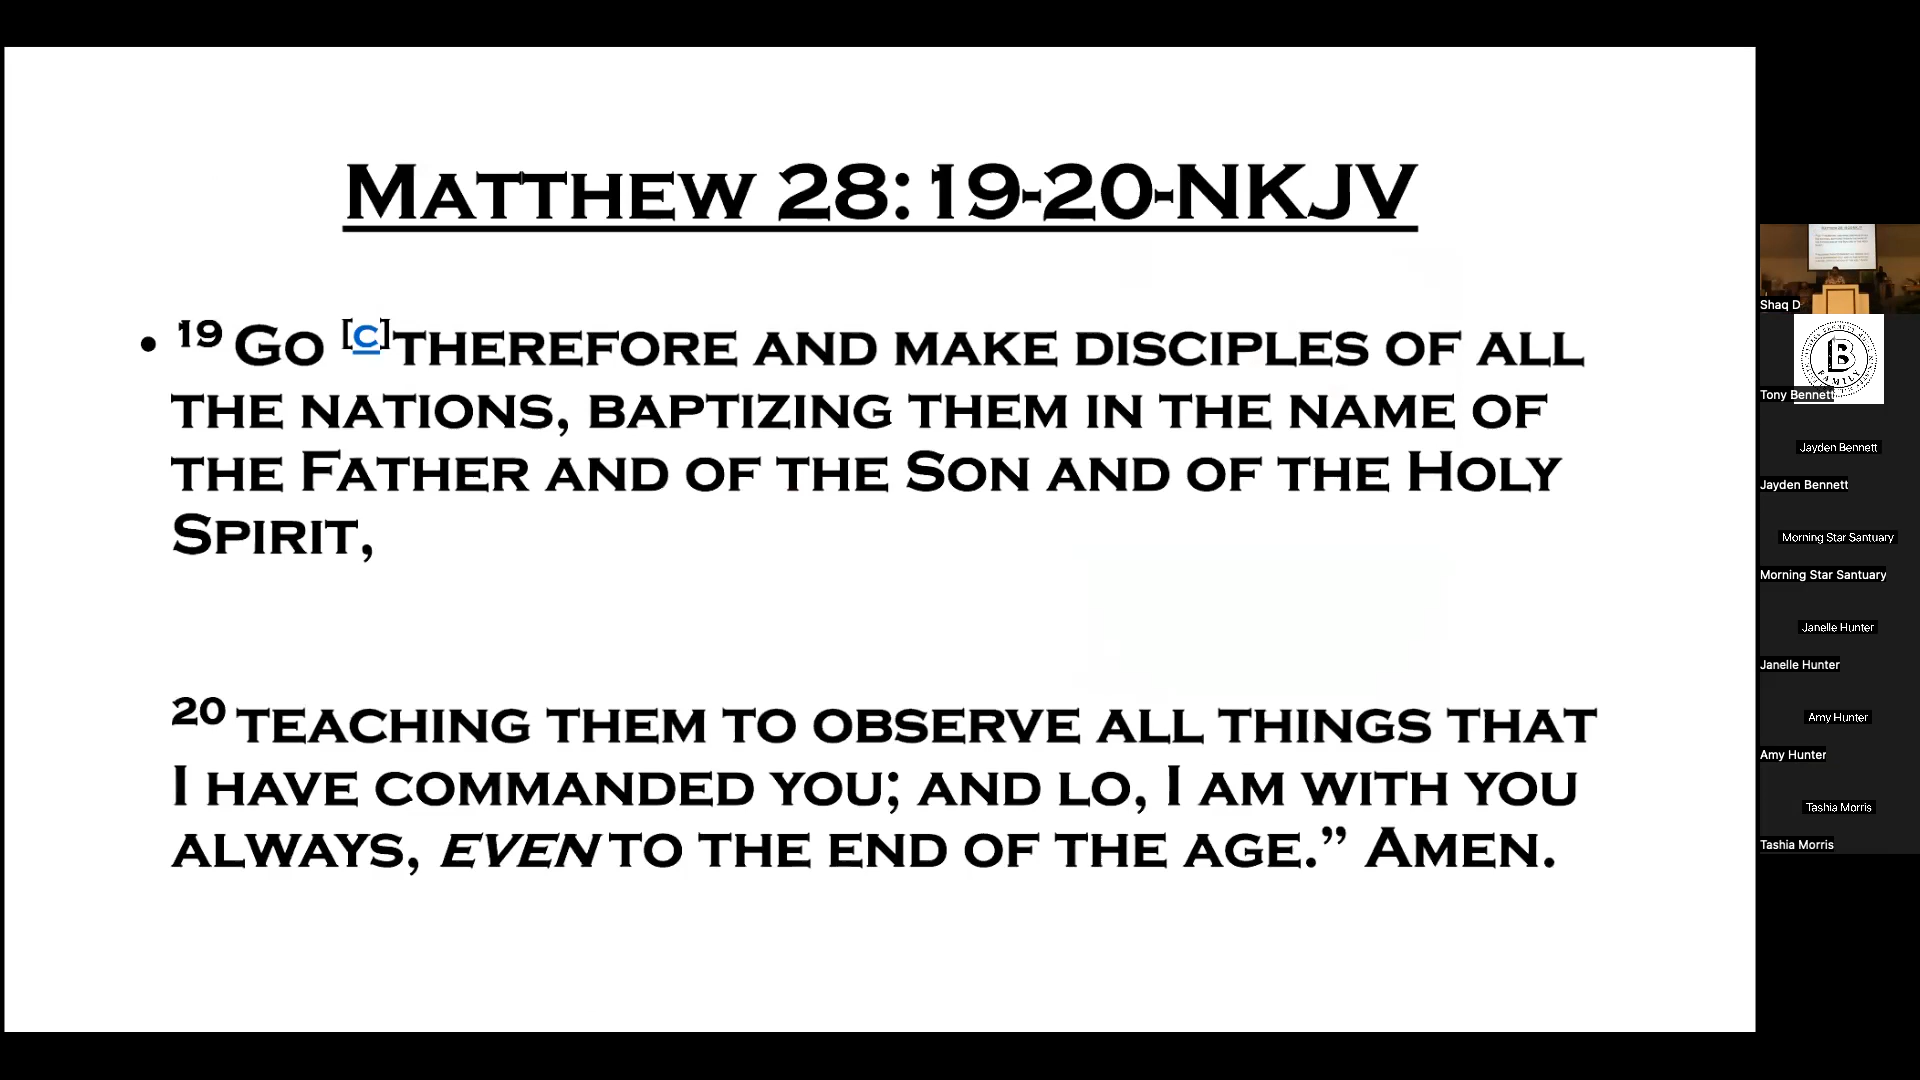 Matthew 28:19-20-NKJV
• 19 Go [c]therefore and make disciples of all
the nations, baptizing them in the name of
the Father and of the Son and of the Holy
Spirit,
20 teaching them to observe all things that
I have commanded you; and lo, I am with you
always, even to the end of the age.” Amen.
Shaq D
B
FAMILY
Tony Bennett
Jayden Bennett
Jayden Bennett
Morning Star Santuary
Morning Star Santuary
Janelle Hunter
Janelle Hunter
Amy Hunter
Amy Hunter
Tashia Morris
Tashia Morris